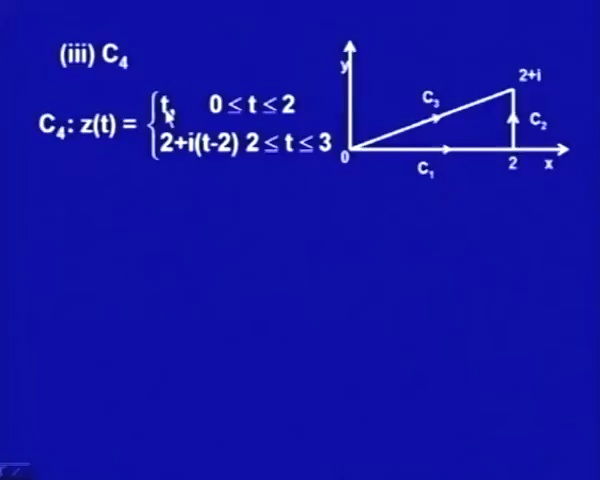 (iii) C₄
C₄: z(t) = { t, 0 ≤ t ≤ 2
2+i(t-2) 2 ≤ t ≤ 3
y
2+i
C₃
C₂
0
C₁
2
x